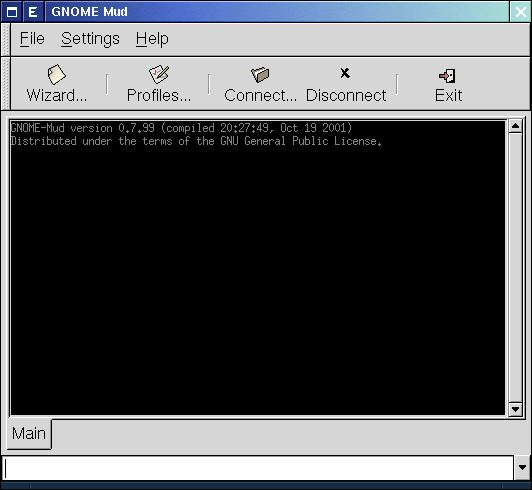 GNOME Mud
File Settings Help
Wizard... Profiles... Connect... Disconnect Exit
GNOME-Mud version 0.7.99 (compiled 20:27:49, Oct 19 2001)
Distributed under the terms of the GNU General Public License.
Main